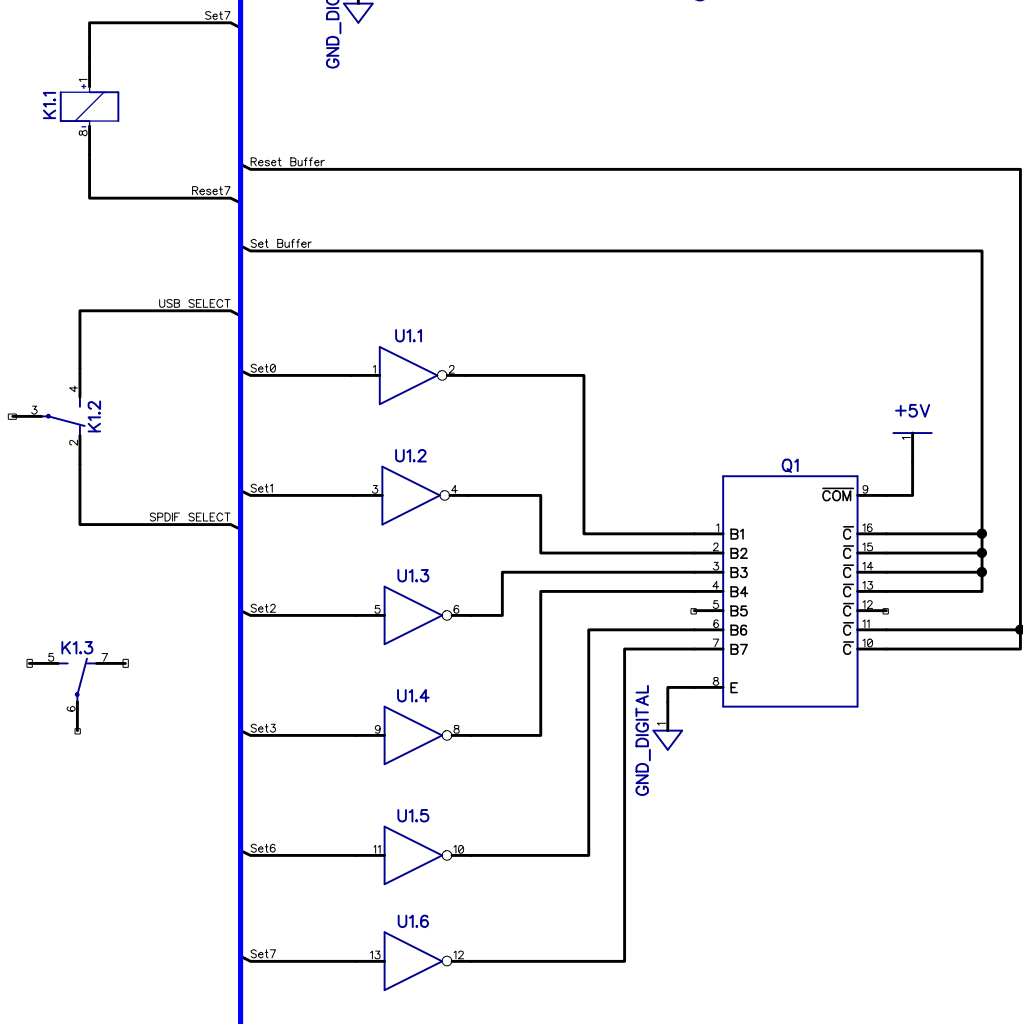 Set7
GND_DIG
+1
K1.1
8-
Reset Buffer
Reset7
Set Buffer
USB SELECT
U1.1
Set0
1
2
4
3
K1.2
2
+5V
1
U1.2
Set1
3
4
Q1
COM
9
SPDIF SELECT
1
B1
C
16
2
B2
C
15
U1.3
3
B3
C
14
4
B4
C
13
Set2
5
6
5
B5
C
12
6
B6
C
11
7
B7
C
10
K1.3
5
7
6
8
E
GND_DIGITAL
1
U1.4
Set3
9
8
U1.5
Set6
11
10
U1.6
Set7
13
12